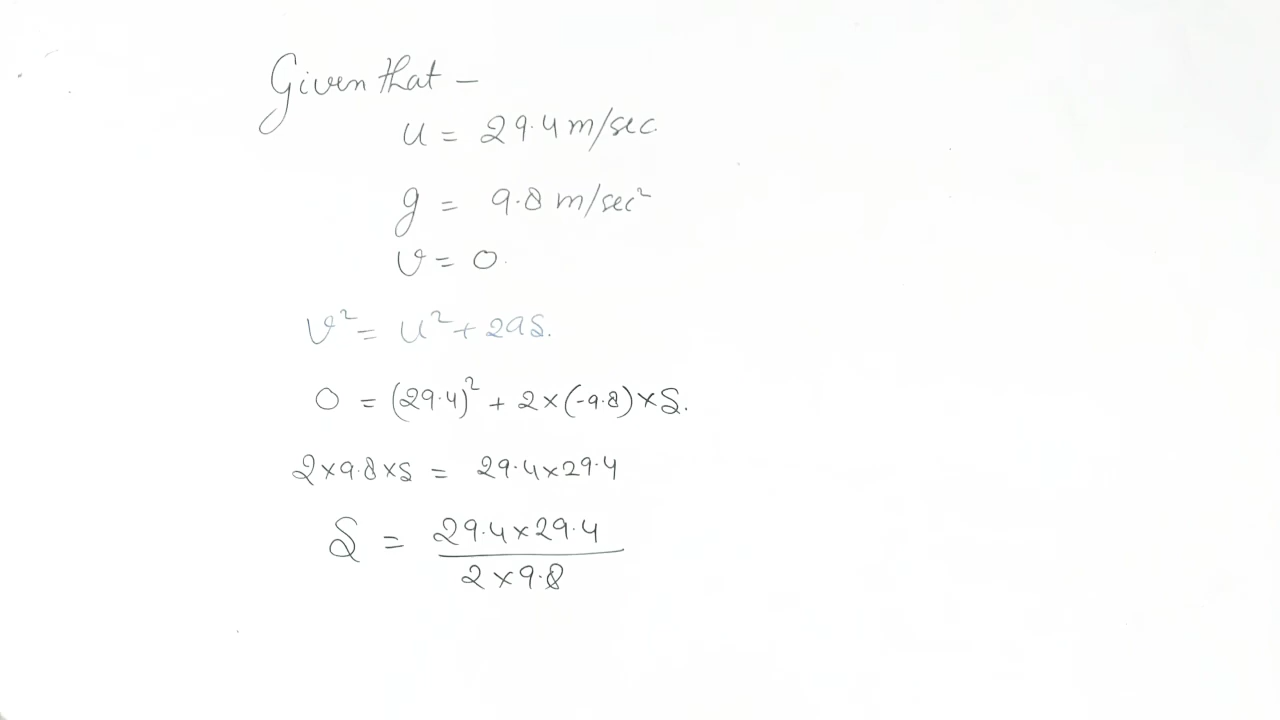 Given that –
u = 29.4 m/sec.
g = 9.8 m/sec²
v = 0.
v² = u² + 2as.
0 = (29.4)² + 2×(-9.8)×S.
2×9.8×S = 29.4×29.4
S = 29.4×29.4
2×9.8